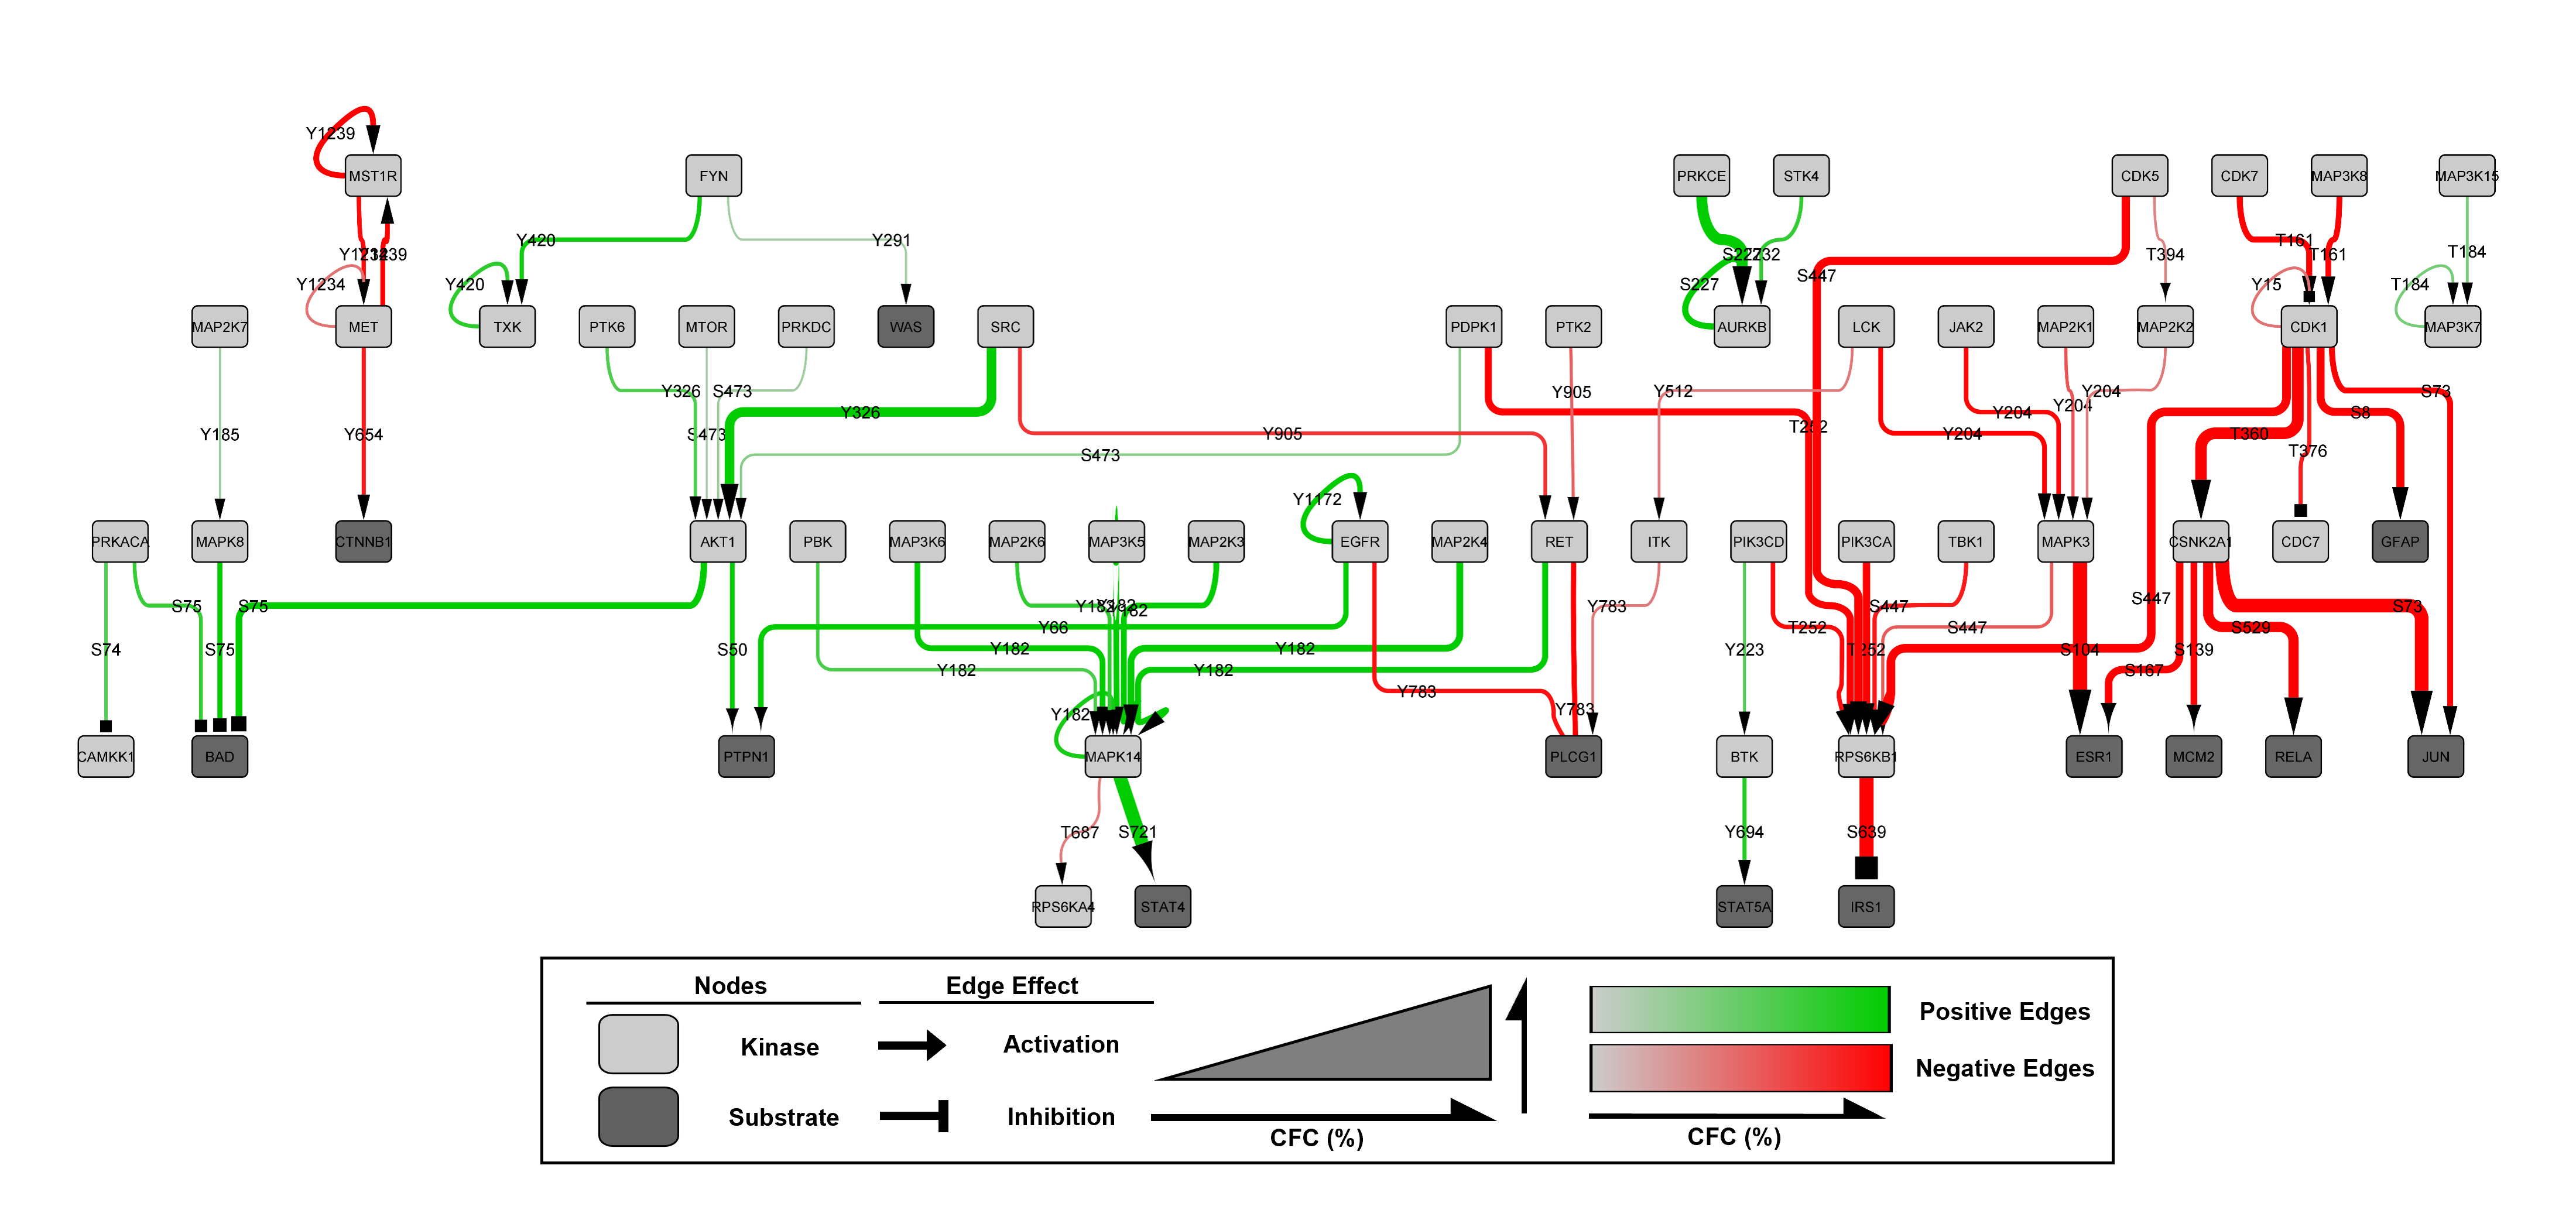 Y1239
MST1R FYN PRKCE STK4 CDK5 CDK7 MAP3K8 MAP3K15
Y420 Y291 T161
Y1239 S227 T232 T394 T161 T184
S447
Y1234 Y420 S227 Y15 T184
MAP2K7 MET TXK PTK6 MTOR PRKDC WAS SRC PDPK1 PTK2 AURKB LCK JAK2 MAP2K1 MAP2K2 CDK1 MAP3K7
Y326 S473 Y905 Y512 Y204 S73
Y326 Y204 Y204 S8
T252
Y185 Y654 S473 Y905 Y204 T360
S473 T376
Y1172
PRKACA MAPK8 CTNNB1 AKT1 PBK MAP3K6 MAP2K6 MAP3K5 MAP2K3 EGFR MAP2K4 RET ITK PIK3CD PIK3CA TBK1 MAPK3 CSNK2A1 CDC7 GFAP
S447
S75 S75 Y182 Y182 Y182 Y783 S447 S73
Y66 T252 S447 S529
S74 S75 S50 Y182 Y182 Y223 T252 S104 S139
Y182 Y182 S167
Y783
Y182 Y783
CAMKK1 BAD PTPN1 MAPK14 PLCG1 BTK RPS6KB1 ESR1 MCM2 RELA JUN
T687 S721 Y694 S639
RPS6KA4 STAT4 STAT5A IRS1
Nodes Edge Effect
Positive Edges
Kinase Activation
Negative Edges
Substrate Inhibition
CFC (%) CFC (%)